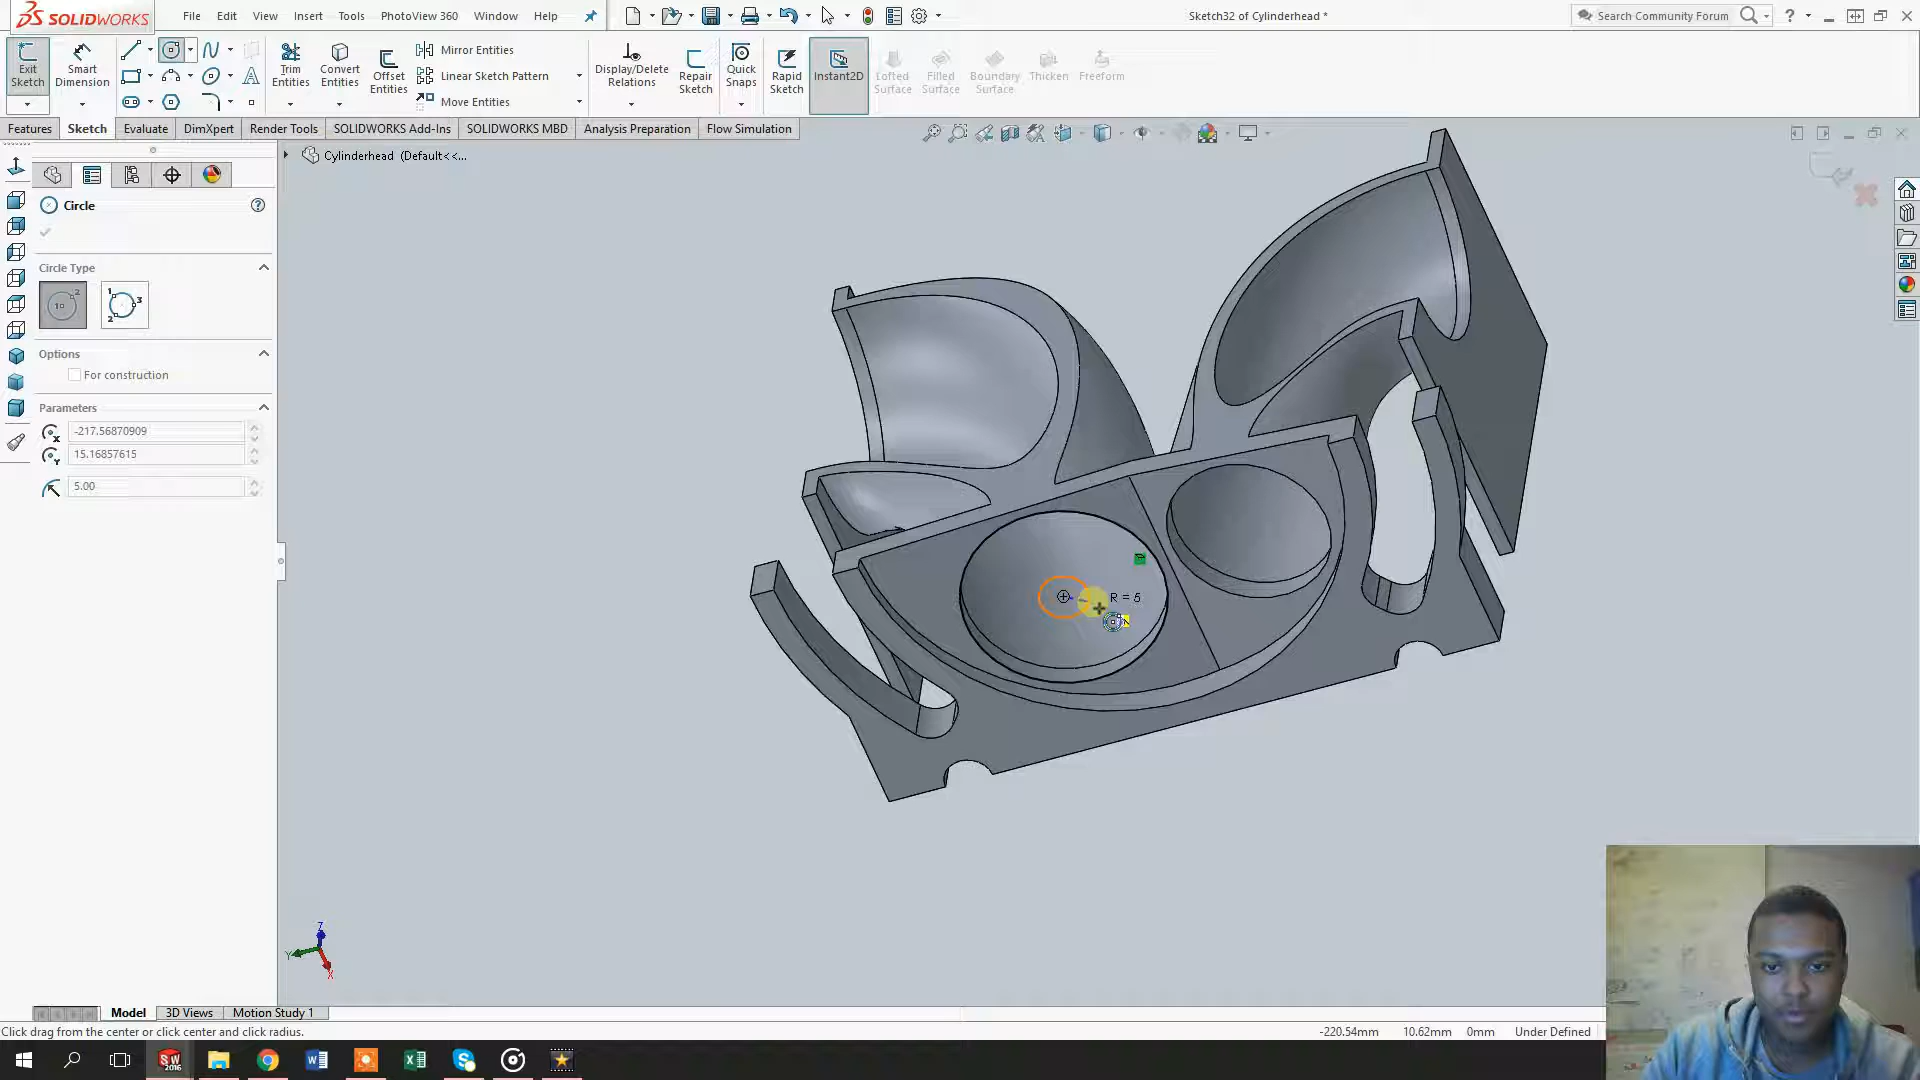 SOLIDWORKS
File Edit View Insert Tools PhotoView 360 Window Help
Sketch32 of Cylinderhead *
Search Community Forum
Exit Sketch
Smart Dimension
Trim Entities
Convert Entities
Offset Entities
Mirror Entities
Linear Sketch Pattern
Move Entities
Display/Delete Relations
Repair Sketch
Quick Snaps
Rapid Sketch
Instant2D
Lofted Surface
Filled Surface
Boundary Surface
Thicken
Freeform
Features Sketch Evaluate DimXpert Render Tools SOLIDWORKS Add-Ins SOLIDWORKS MBD Analysis Preparation Flow Simulation
Cylinderhead (Default<<...
Circle
Circle Type
Options
For construction
Parameters
-217.56870909
15.16857615
5.00
R = 5
Z
Y
X
Model 3D Views Motion Study 1
Click drag from the center or click center and click radius.
-220.54mm 10.62mm 0mm Under Defined
SW 2016